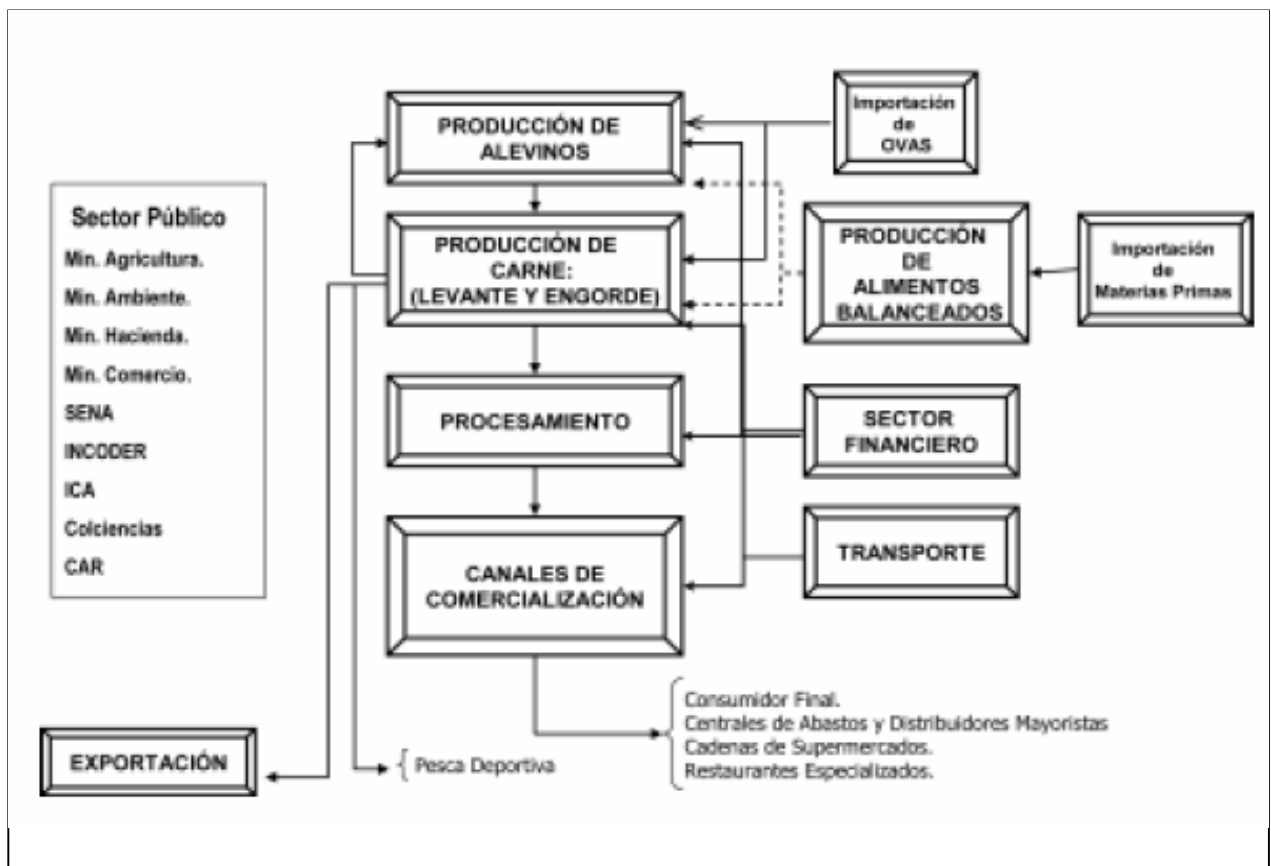 PRODUCCIÓN DE
ALEVINOS
Importación
de
OVAS
Sector Público
Min. Agricultura.
Min. Ambiente.
Min. Hacienda.
Min. Comercio.
SENA
INCODER
ICA
Colciencias
CAR
PRODUCCIÓN DE
CARNE:
(LEVANTE Y ENGORDE)
PRODUCCIÓN
DE
ALIMENTOS
BALANCEADOS
Importación
de
Materias Primas
PROCESAMIENTO
SECTOR
FINANCIERO
CANALES DE
COMERCIALIZACIÓN
TRANSPORTE
Consumidor Final.
Centrales de Abastos y Distribuidores Mayoristas
Cadenas de Supermercados.
Restaurantes Especializados.
EXPORTACIÓN
Pesca Deportiva